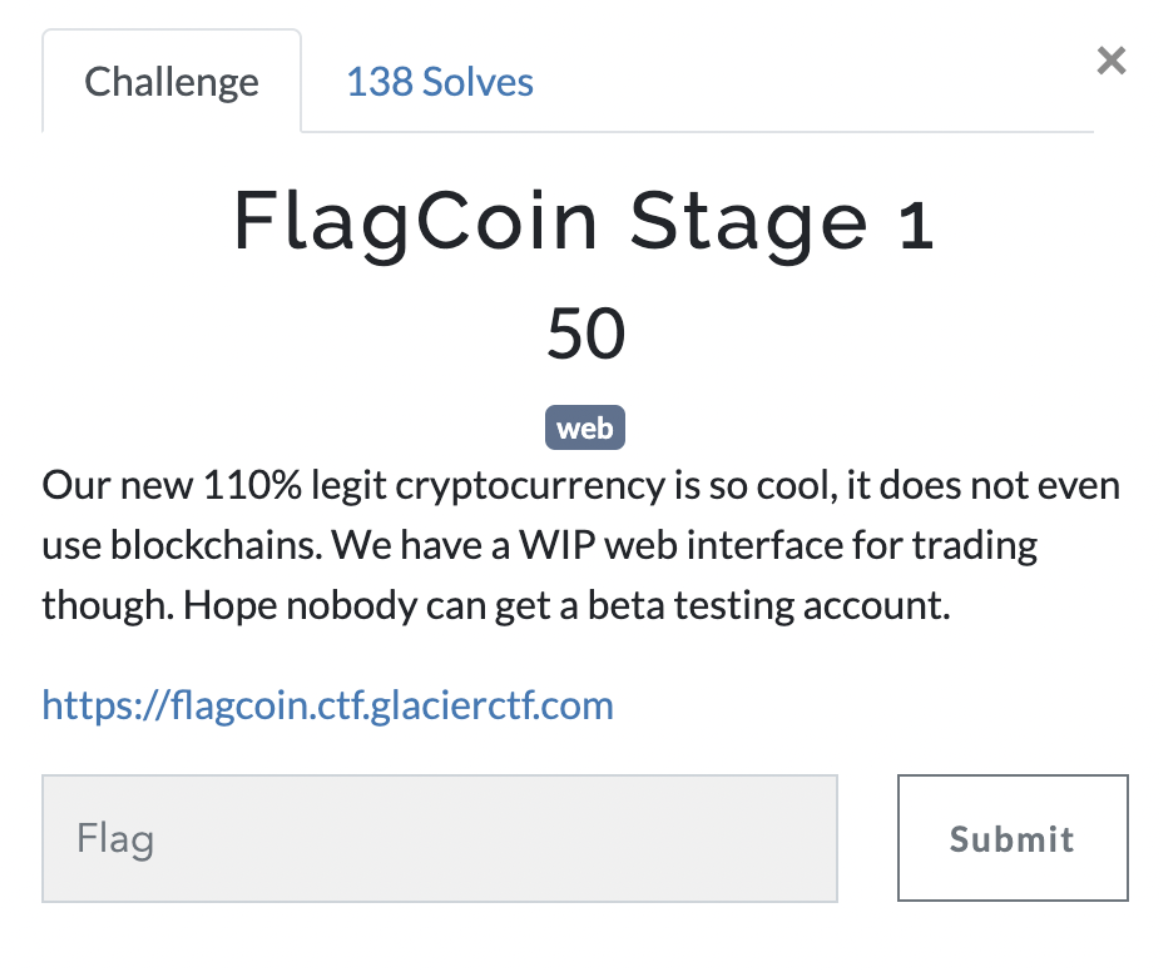 Challenge
138 Solves
×
FlagCoin Stage 1
50
web
Our new 110% legit cryptocurrency is so cool, it does not even
use blockchains. We have a WIP web interface for trading
though. Hope nobody can get a beta testing account.
https://flagcoin.ctf.glacierctf.com
Flag
Submit